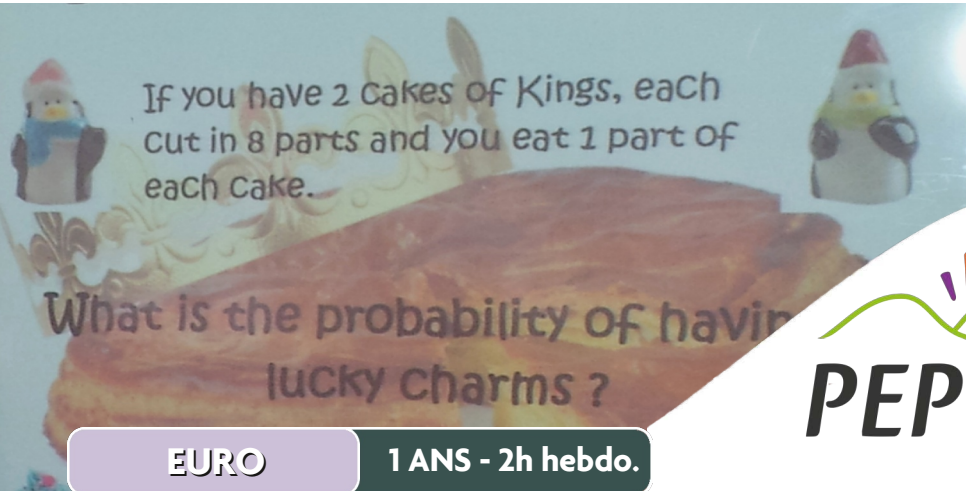 If you have 2 cakes of Kings, each
cut in 8 parts and you eat 1 part of
each cake.
What is the probability of
lucky charms ?
PEP
EURO
1 ANS - 2h hebdo.